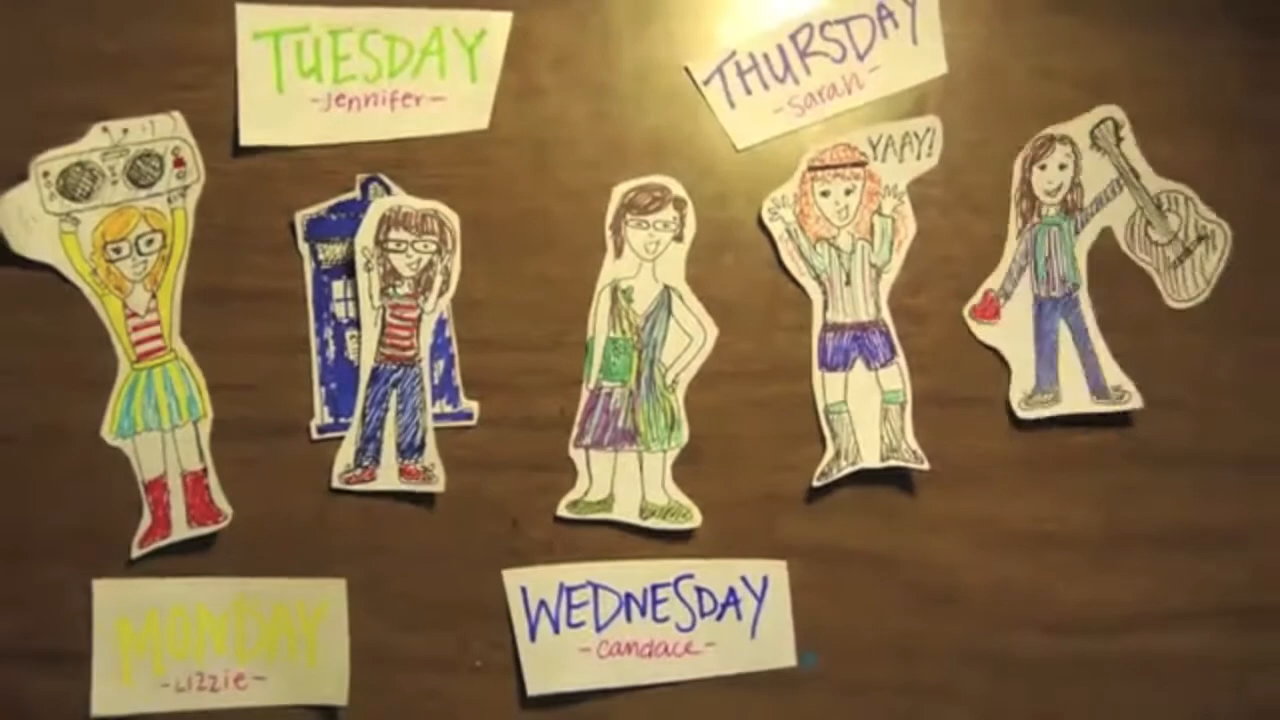 TUESDAY
-Jennifer-
THURSDAY
-Sarah-
YAAY!
MONDAY
-Lizzie-
WEDNESDAY
-candace-